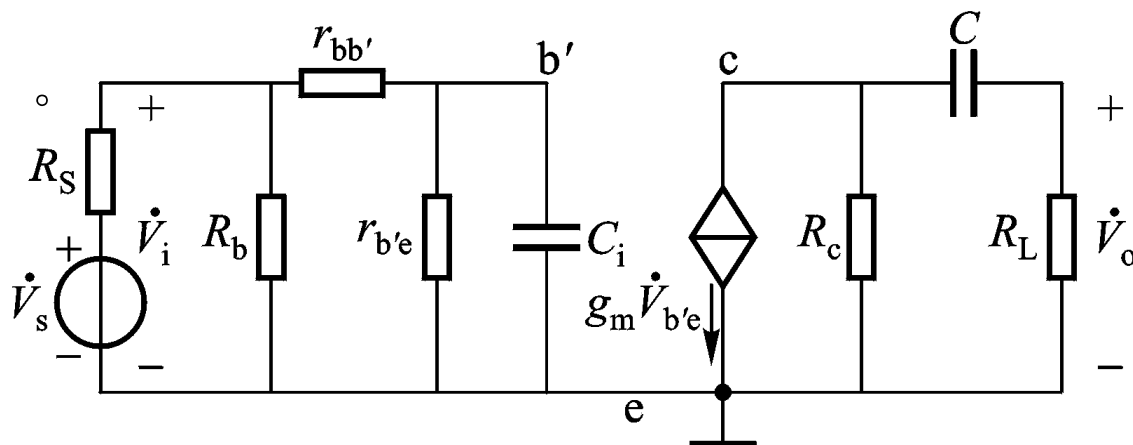 C
r_bb′ b′ c
° + +
R_S
V̇_i R_b r_b′e C_i R_c R_L V̇_o
+
V̇_s g_m V̇_b′e
− − −
e